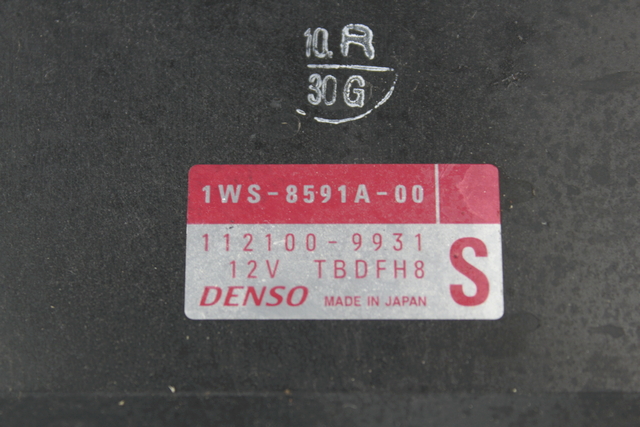 10.R
30G
1WS-8591A-00
112100-9931
12V TBDFH8
S
DENSO MADE IN JAPAN